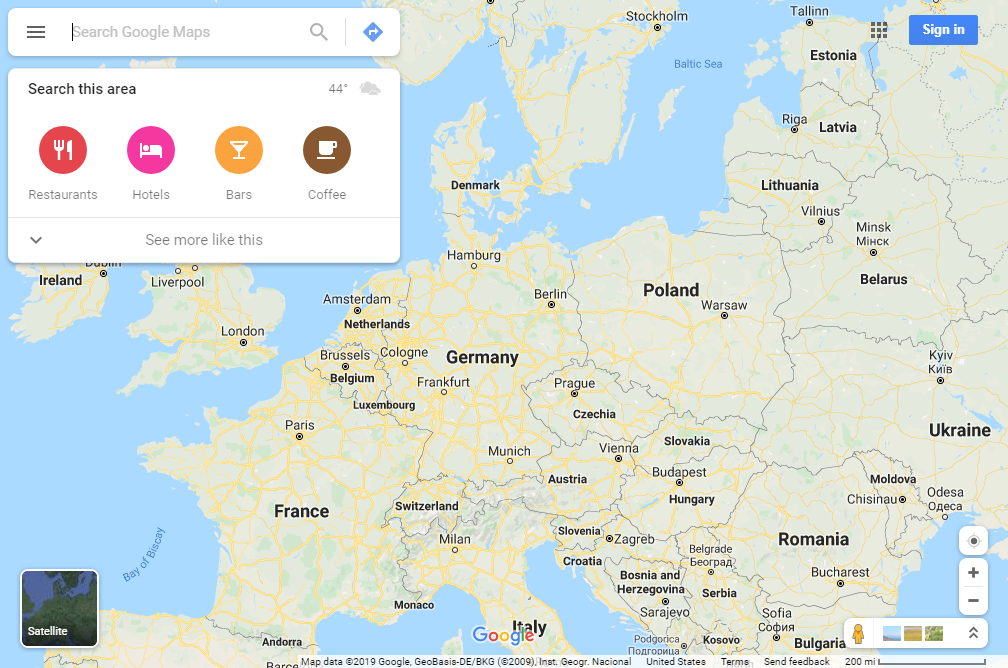 Search Google Maps
Sign in
Search this area
44°
Restaurants
Hotels
Bars
Coffee
See more like this
Stockholm
Tallinn
Estonia
Baltic Sea
Riga
Latvia
Denmark
Lithuania
Vilnius
Minsk
Мінск
Belarus
Hamburg
Dublin
Ireland
Liverpool
Amsterdam
Netherlands
Berlin
Poland
Warsaw
London
Brussels
Belgium
Cologne
Germany
Kyiv
Київ
Frankfurt
Prague
Czechia
Luxembourg
Paris
Ukraine
Munich
Vienna
Slovakia
Austria
Budapest
Hungary
Moldova
Chisinau
Odesa
Одеса
France
Switzerland
Milan
Slovenia
Zagreb
Croatia
Romania
Bay of Biscay
Belgrade
Београд
Bosnia and
Herzegovina
Serbia
Bucharest
Monaco
Sarajevo
Sofia
София
Satellite
Italy
Google
Andorra
Podgorica
Подгорица
Kosovo
Bulgaria
Barce
Map data ©2019 Google, GeoBasis-DE/BKG (©2009), Inst. Geogr. Nacional
United States
Terms
Send feedback
200 mi